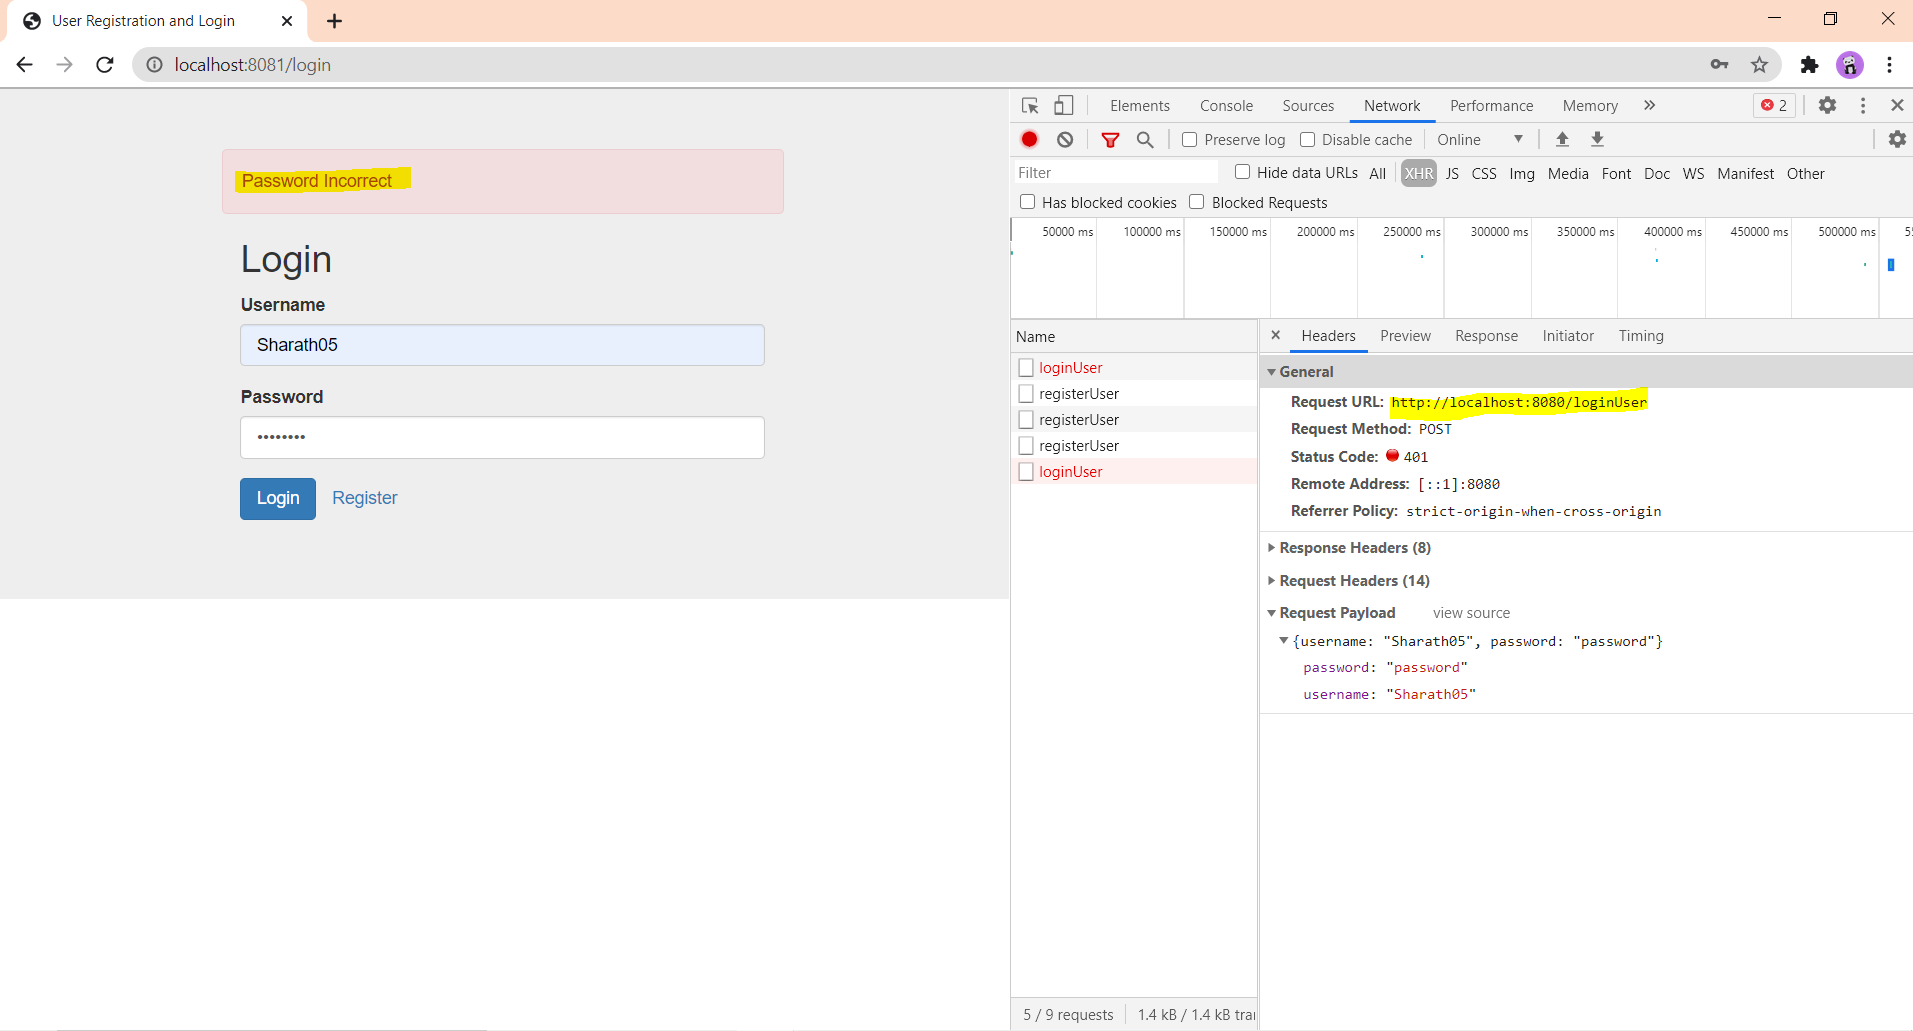 User Registration and Login
localhost:8081/login
Password Incorrect
Login
Username
Sharath05
Password
••••••••
Login Register
Elements Console Sources Network Performance Memory » 2
Preserve log Disable cache Online
Filter Hide data URLs All XHR JS CSS Img Media Font Doc WS Manifest Other
Has blocked cookies Blocked Requests
50000 ms 100000 ms 150000 ms 200000 ms 250000 ms 300000 ms 350000 ms 400000 ms 450000 ms 500000 ms
Name
loginUser
registerUser
registerUser
registerUser
loginUser
5 / 9 requests 1.4 kB / 1.4 kB
Headers Preview Response Initiator Timing
General
Request URL: http://localhost:8080/loginUser
Request Method: POST
Status Code: 401
Remote Address: [::1]:8080
Referrer Policy: strict-origin-when-cross-origin
Response Headers (8)
Request Headers (14)
Request Payload view source
{username: "Sharath05", password: "password"}
password: "password"
username: "Sharath05"